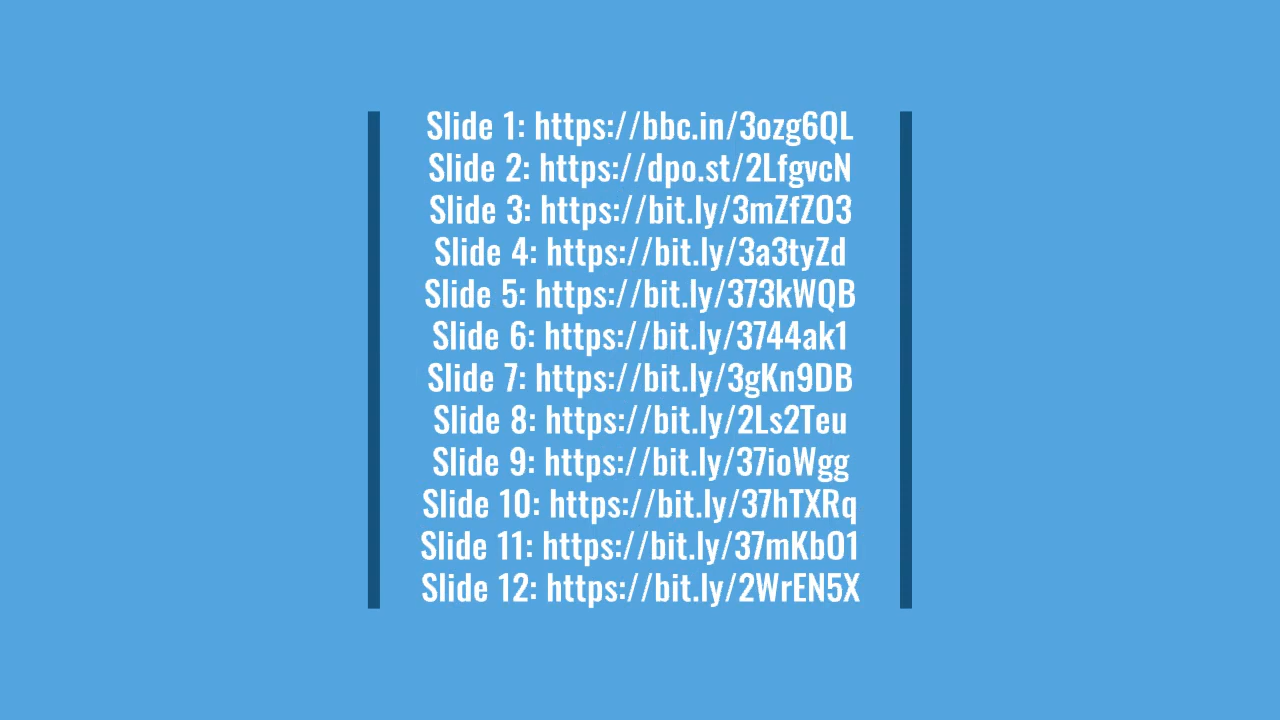 Slide 1: https://bbc.in/3ozg6QL
Slide 2: https://dpo.st/2LfgvcN
Slide 3: https://bit.ly/3mZfZO3
Slide 4: https://bit.ly/3a3tyZd
Slide 5: https://bit.ly/373kWQB
Slide 6: https://bit.ly/3744ak1
Slide 7: https://bit.ly/3gKn9DB
Slide 8: https://bit.ly/2Ls2Teu
Slide 9: https://bit.ly/37ioWgg
Slide 10: https://bit.ly/37hTXRq
Slide 11: https://bit.ly/37mKbO1
Slide 12: https://bit.ly/2WrEN5X